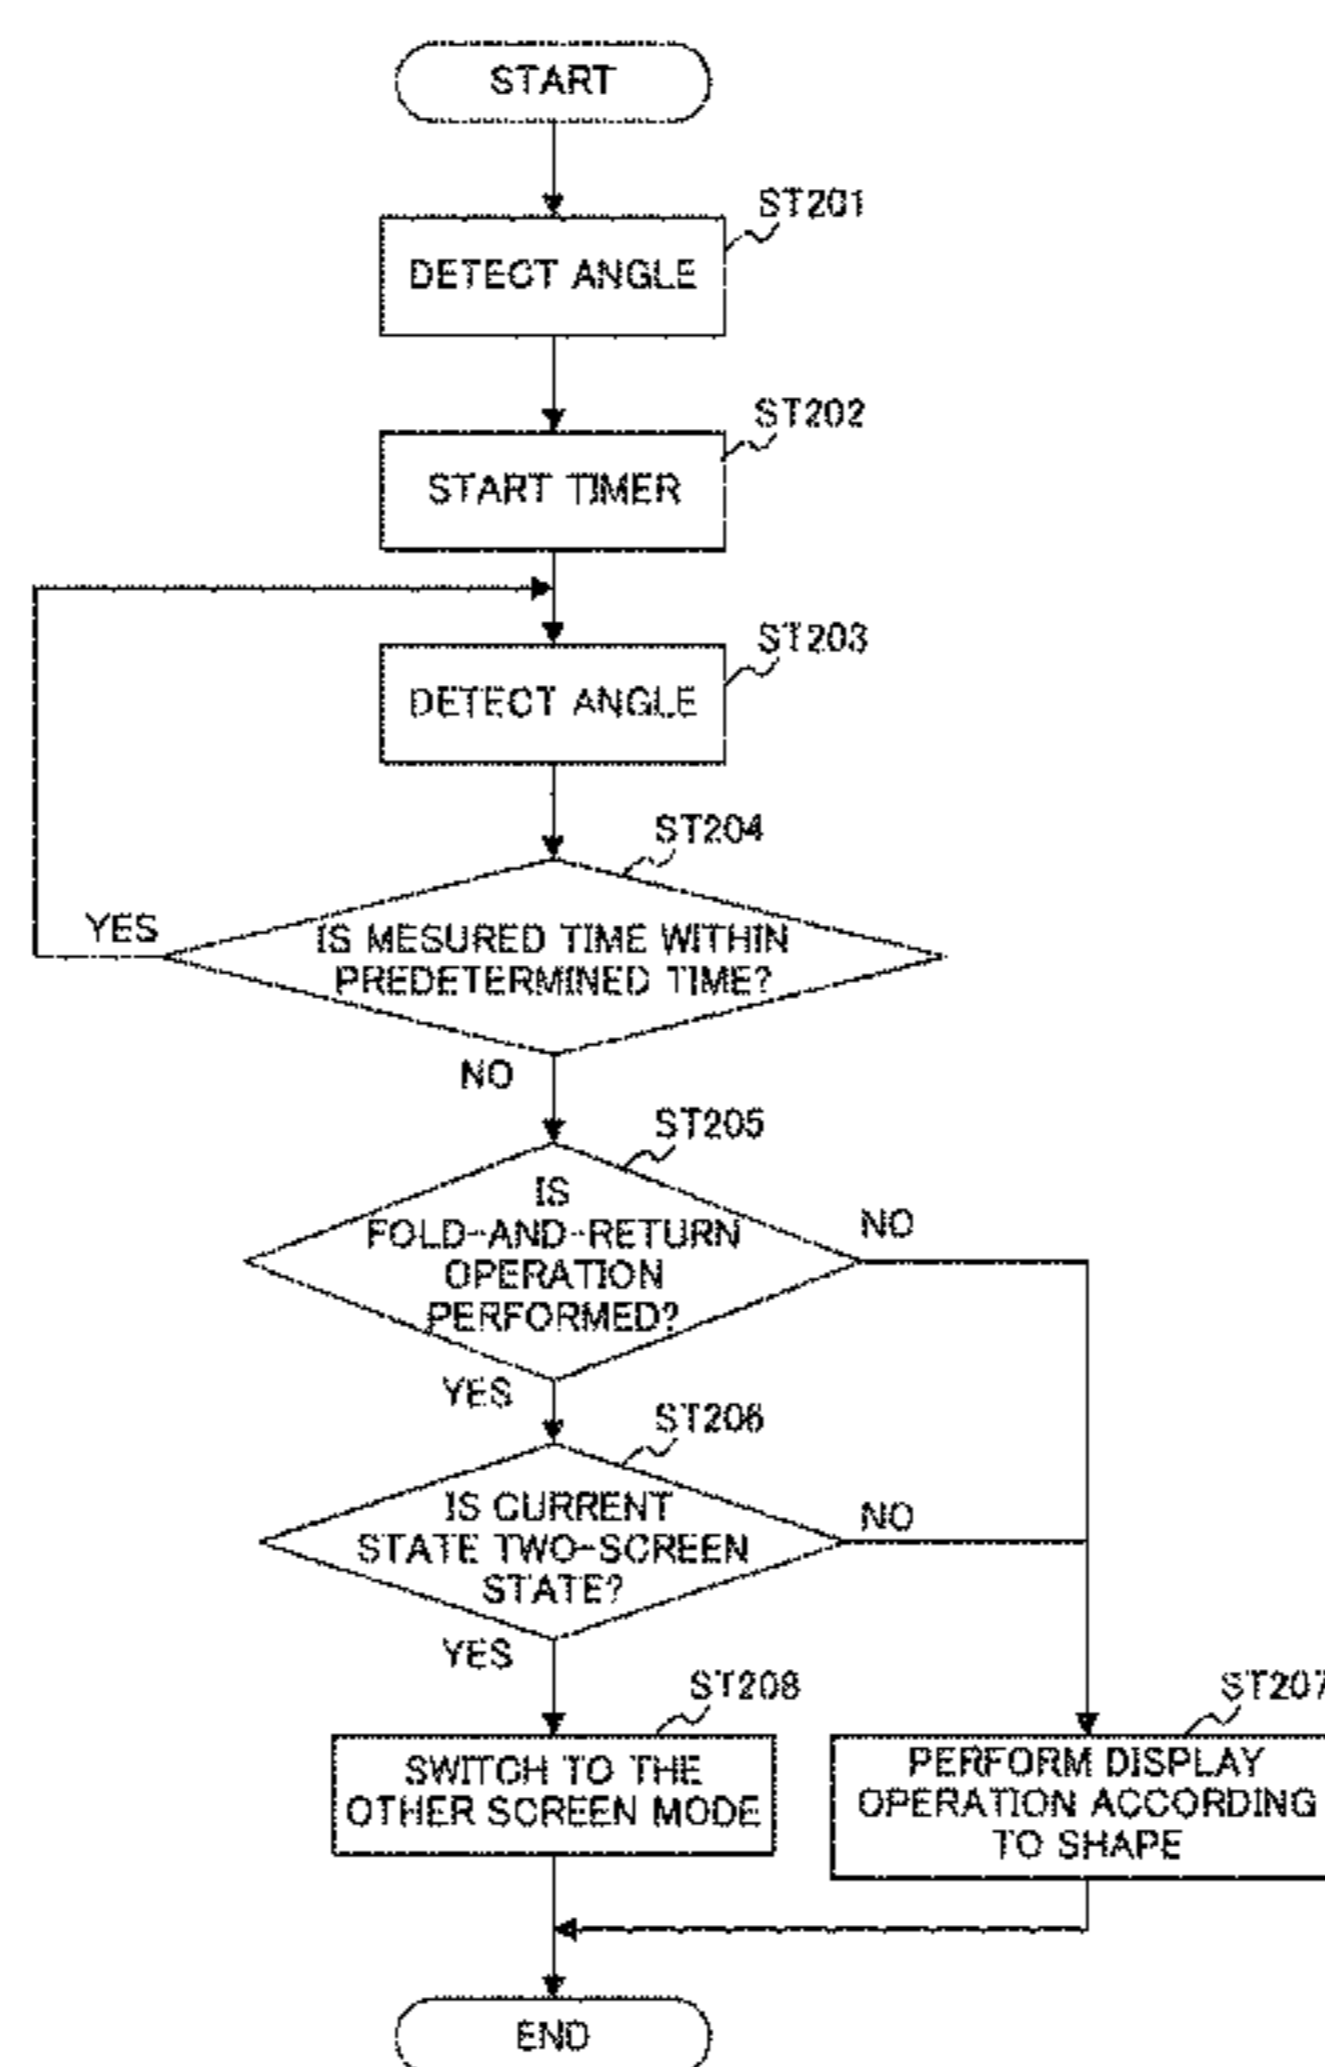 START
ST201
DETECT ANGLE
ST202
START TIMER
ST203
DETECT ANGLE
ST204
YES
IS MESURED TIME WITHIN
PREDETERMINED TIME?
NO
ST205
IS
FOLD-AND-RETURN
OPERATION
PERFORMED?
NO
YES
ST206
IS CURRENT
STATE TWO-SCREEN
STATE?
NO
YES
ST208
SWITCH TO THE
OTHER SCREEN MODE
ST207
PERFORM DISPLAY
OPERATION ACCORDING
TO SHAPE
END